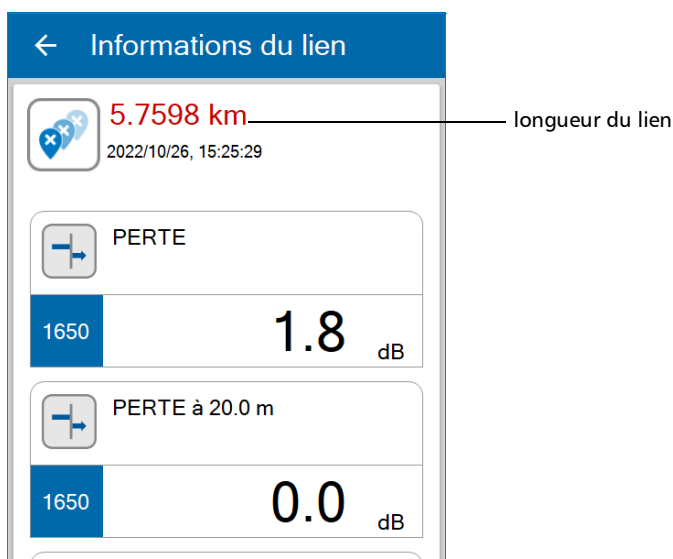 Informations du lien
5.7598 km
longueur du lien
2022/10/26, 15:25:29
PERTE
1650
1.8
dB
PERTE à 20.0 m
1650
0.0
dB